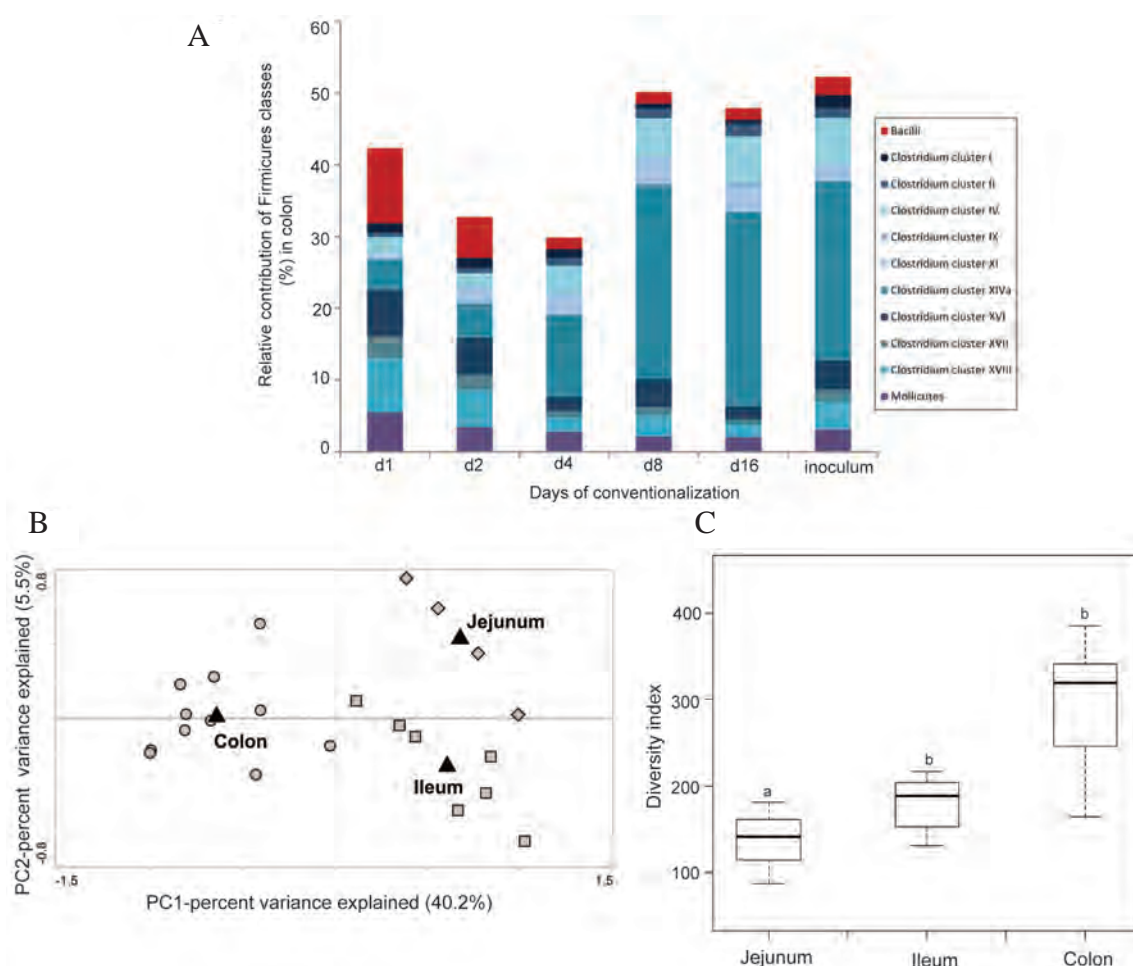 A
Relative contribution of Firmicures classes
(%) in colon
60
50
40
30
20
10
0
d1 d2 d4 d8 d16 inoculum
Days of conventionalization
Bacilli
Clostridium cluster I
Clostridium cluster II
Clostridium cluster IV
Clostridium cluster IX
Clostridium cluster XI
Clostridium cluster XIVa
Clostridium cluster XVI
Clostridium cluster XVII
Clostridium cluster XVIII
Mollicutes
B
PC2-percent variance explained (5.5%)
0.8
-0.8
Jejunum
Colon
Ileum
-1.5 1.5
PC1-percent variance explained (40.2%)
C
Diversity index
400
300
200
100
a
b
b
Jejunum Ileum Colon